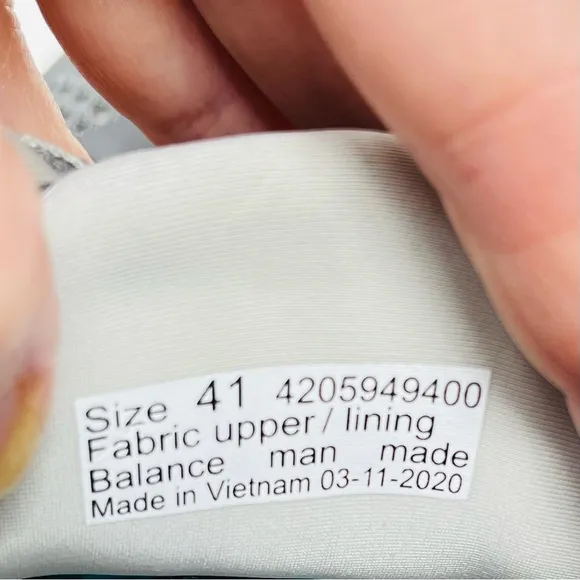 Size 41 4205949400
Fabric upper / lining
Balance man made
Made in Vietnam 03-11-2020